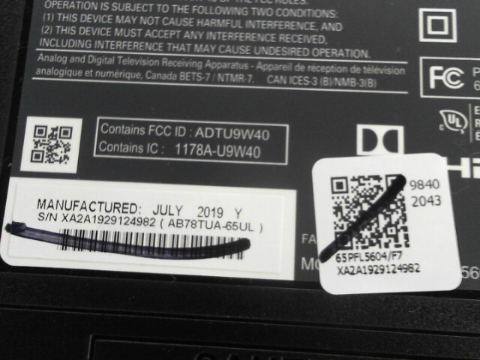 OPERATION IS SUBJECT TO THE FOLLOWING TWO CONDITIONS:
(1) THIS DEVICE MAY NOT CAUSE HARMFUL INTERFERENCE, AND
(2) THIS DEVICE MUST ACCEPT ANY INTERFERENCE RECEIVED,
INCLUDING INTERFERENCE THAT MAY CAUSE UNDESIRED OPERATION.
Analog and Digital Television Receiving Apparatus - Appareil de réception de télévision
analogique et numérique, Canada BETS-7 / NTMR-7. CAN ICES-3 (B)/NMB-3(B)
FC
UL
Contains FCC ID : ADTU9W40
Contains IC : 1178A-U9W40
MANUFACTURED: JULY 2019 Y
S/N XA2A1929124982 ( AB78TUA-65UL )
9840
2043
65PFL5604/F7
XA2A1929124982